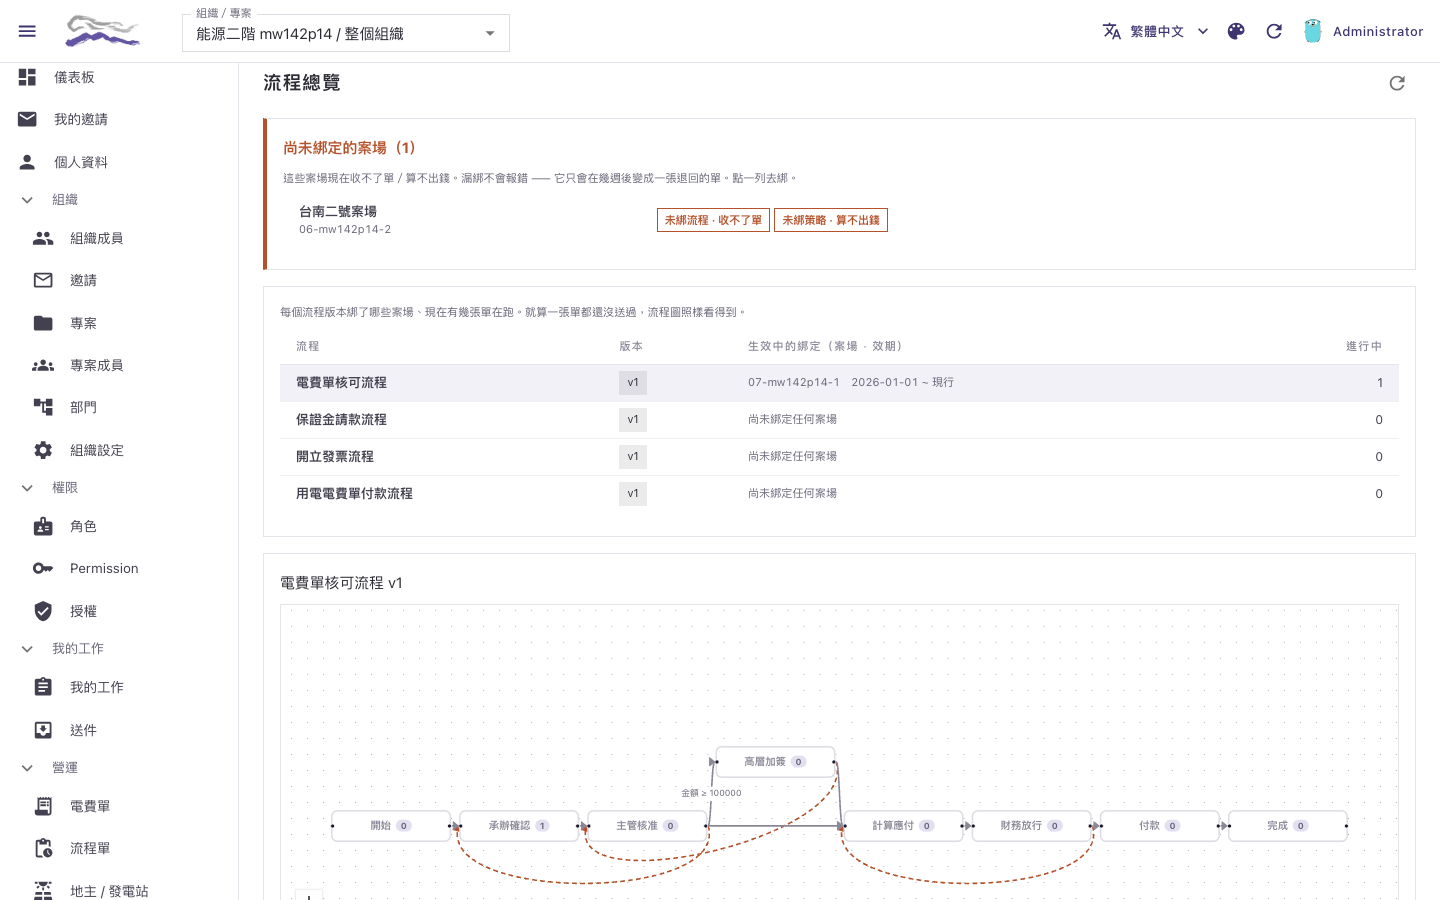 組織 / 專案
能源二階 mw142p14 / 整個組織
繁體中文
Administrator
儀表板
我的邀請
個人資料
組織
組織成員
邀請
專案
專案成員
部門
組織設定
權限
角色
Permission
授權
我的工作
我的工作
送件
營運
電費單
流程單
地主 / 發電站
流程總覽
尚未綁定的案場（1）
這些案場現在收不了單 / 算不出錢。漏綁不會報錯 —— 它只會在幾週後變成一張退回的單。點一列去綁。
台南二號案場
06-mw142p14-2
未綁流程 · 收不了單
未綁策略 · 算不出錢
每個流程版本綁了哪些案場、現在有幾張單在跑。就算一張單都還沒送過，流程圖照樣看得到。
流程 版本 生效中的綁定（案場 · 效期） 進行中
電費單核可流程 v1 07-mw142p14-1 2026-01-01 ~ 現行 1
保證金請款流程 v1 尚未綁定任何案場 0
開立發票流程 v1 尚未綁定任何案場 0
用電電費單付款流程 v1 尚未綁定任何案場 0
電費單核可流程 v1
高層加簽 0
金額 ≥ 100000
開始 0
承辦確認 1
主管核准 0
計算應付 0
財務放行 0
付款 0
完成 0